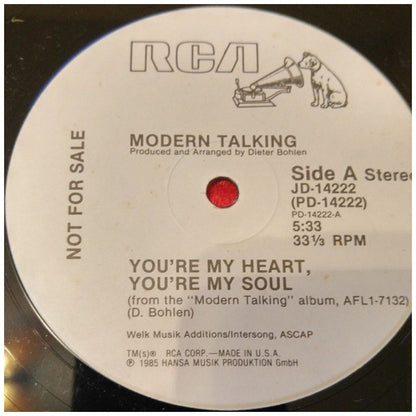 RCA
MODERN TALKING
Produced and Arranged by Dieter Bohlen
NOT FOR SALE
Side A Stereo
JD-14222
(PD-14222)
PD-14222-A
5:33
33⅓ RPM
YOU'RE MY HEART,
YOU'RE MY SOUL
(from the "Modern Talking" album, AFL1-7132)
(D. Bohlen)
Welk Musik Additions/Intersong, ASCAP
TM(s)® RCA CORP.—MADE IN U.S.A.
℗ 1985 HANSA MUSIK PRODUKTION GmbH